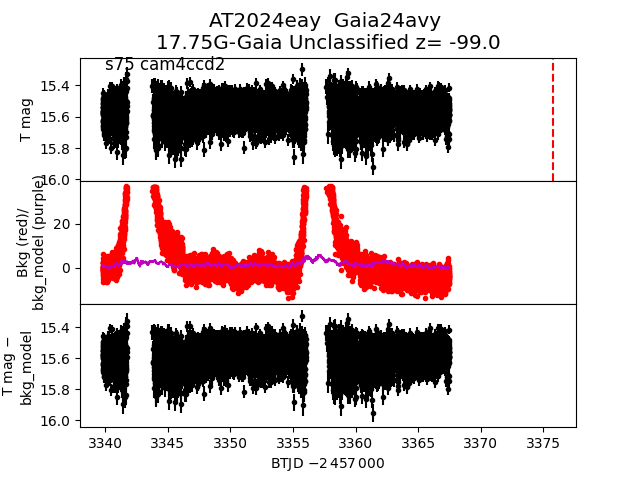 AT2024eay  Gaia24avy
17.75G-Gaia Unclassified z= -99.0
s75 cam4ccd2
15.4
15.6
15.8
16.0
T mag
20
0
Bkg (red)/
bkg_model (purple)
15.4
15.6
15.8
16.0
T mag −
bkg_model
3340 3345 3350 3355 3360 3365 3370 3375
BTJD −2 457 000